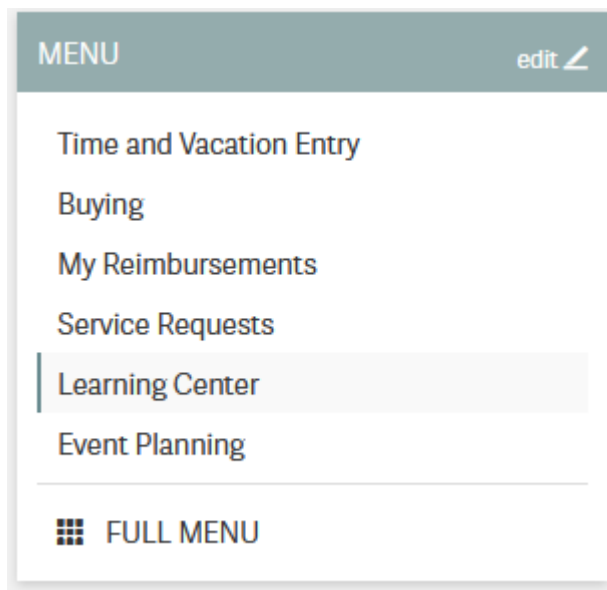 MENU edit
Time and Vacation Entry
Buying
My Reimbursements
Service Requests
Learning Center
Event Planning
FULL MENU